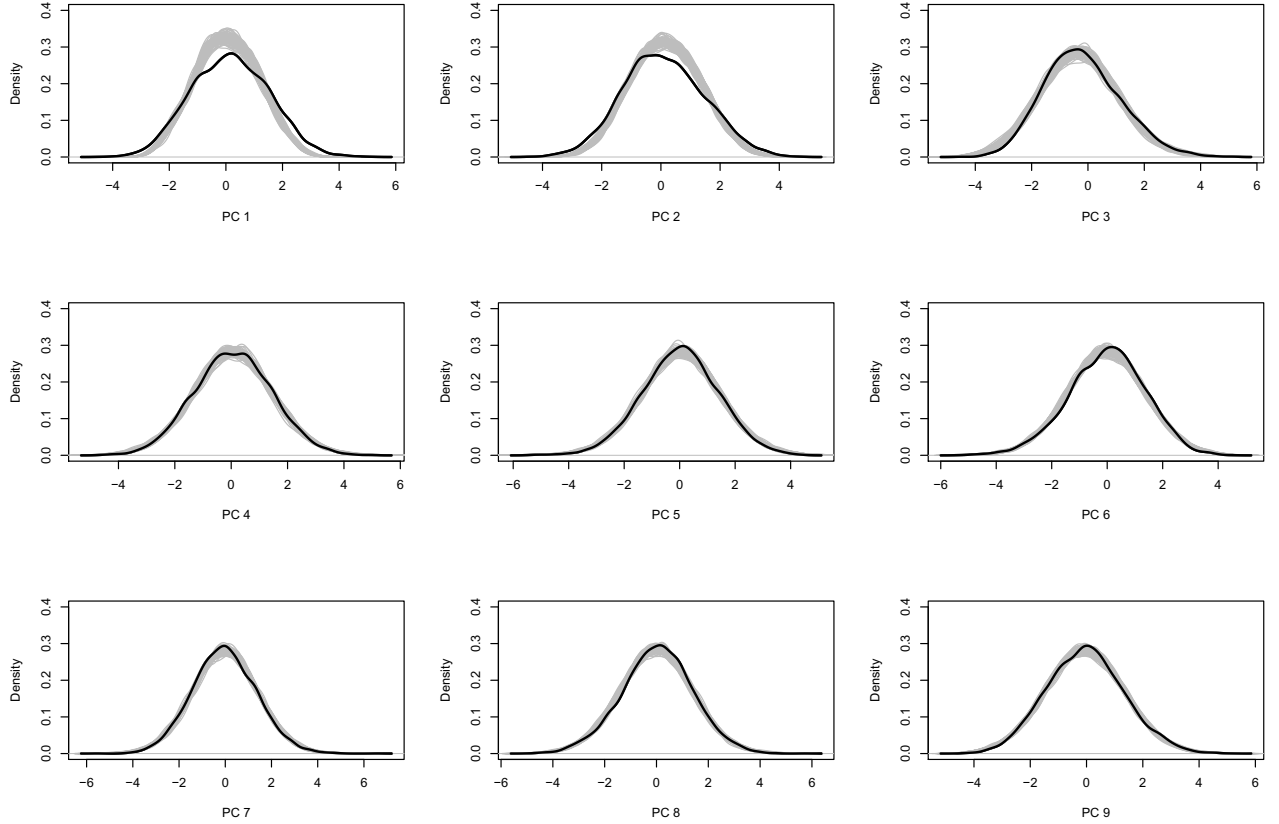 Density
0.0 0.1 0.2 0.3 0.4
−4 −2 0 2 4 6
PC 1
Density
0.0 0.1 0.2 0.3 0.4
−4 −2 0 2 4
PC 2
Density
0.0 0.1 0.2 0.3 0.4
−4 −2 0 2 4 6
PC 3
Density
0.0 0.1 0.2 0.3 0.4
−4 −2 0 2 4 6
PC 4
Density
0.0 0.1 0.2 0.3 0.4
−6 −4 −2 0 2 4
PC 5
Density
0.0 0.1 0.2 0.3 0.4
−6 −4 −2 0 2 4
PC 6
Density
0.0 0.1 0.2 0.3 0.4
−6 −4 −2 0 2 4 6
PC 7
Density
0.0 0.1 0.2 0.3 0.4
−6 −4 −2 0 2 4 6
PC 8
Density
0.0 0.1 0.2 0.3 0.4
−4 −2 0 2 4 6
PC 9